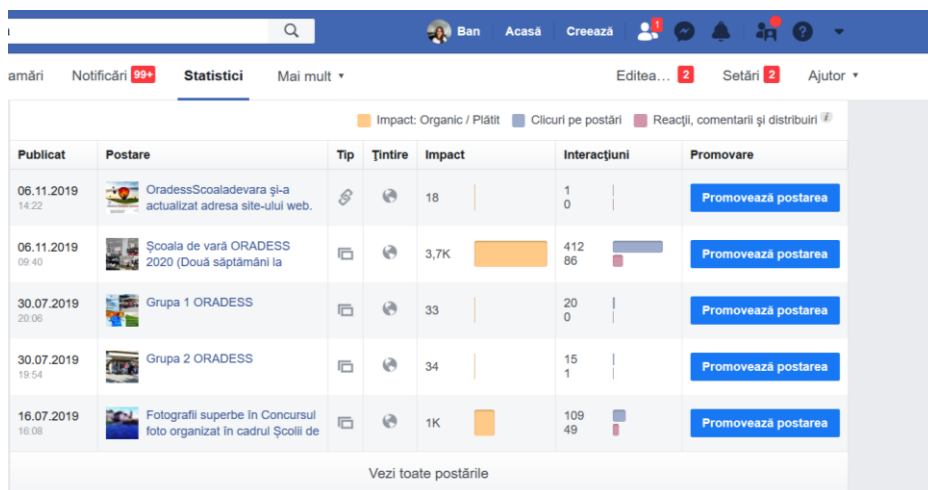 Ban Acasă Creează 1
amări Notificări 99+ Statistici Mai mult Editea... 2 Setări 2 Ajutor
Impact: Organic / Plătit Clicuri pe postări Reacții, comentarii și distribuiri i
Publicat Postare Tip Țintire Impact Interacțiuni Promovare
06.11.2019
14:22
OradessScoaladevara și-a
actualizat adresa site-ului web.
18
1
0
Promovează postarea
06.11.2019
09:40
Școala de vară ORADESS
2020 (Două săptămâni la
3,7K
412
86
Promovează postarea
30.07.2019
20:06
Grupa 1 ORADESS
33
20
0
Promovează postarea
30.07.2019
19:54
Grupa 2 ORADESS
34
15
1
Promovează postarea
16.07.2019
16:08
Fotografii superbe în Concursul
foto organizat în cadrul Școlii de
1K
109
49
Promovează postarea
Vezi toate postările